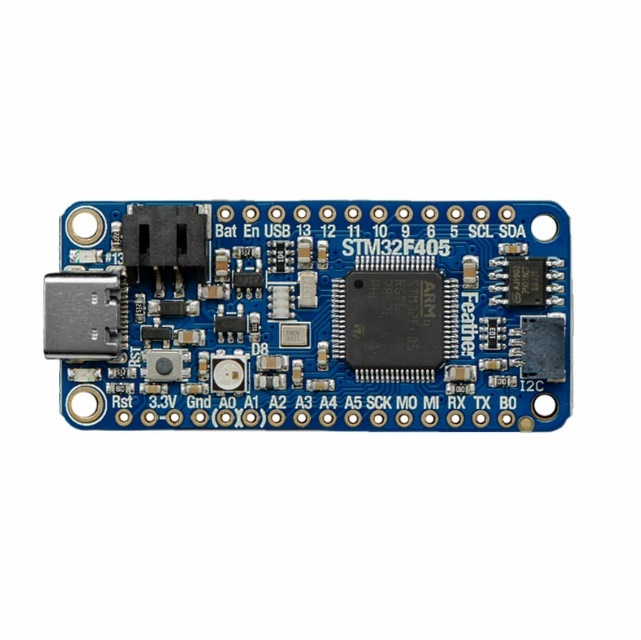 Bat En USB 13 12 11 10 9 6 5 SCL SDA
#13
STM32F405
ARM
Feather
RST
D8
I2C
Rst 3.3V Gnd A0 A1 A2 A3 A4 A5 SCK MO MI RX TX B0